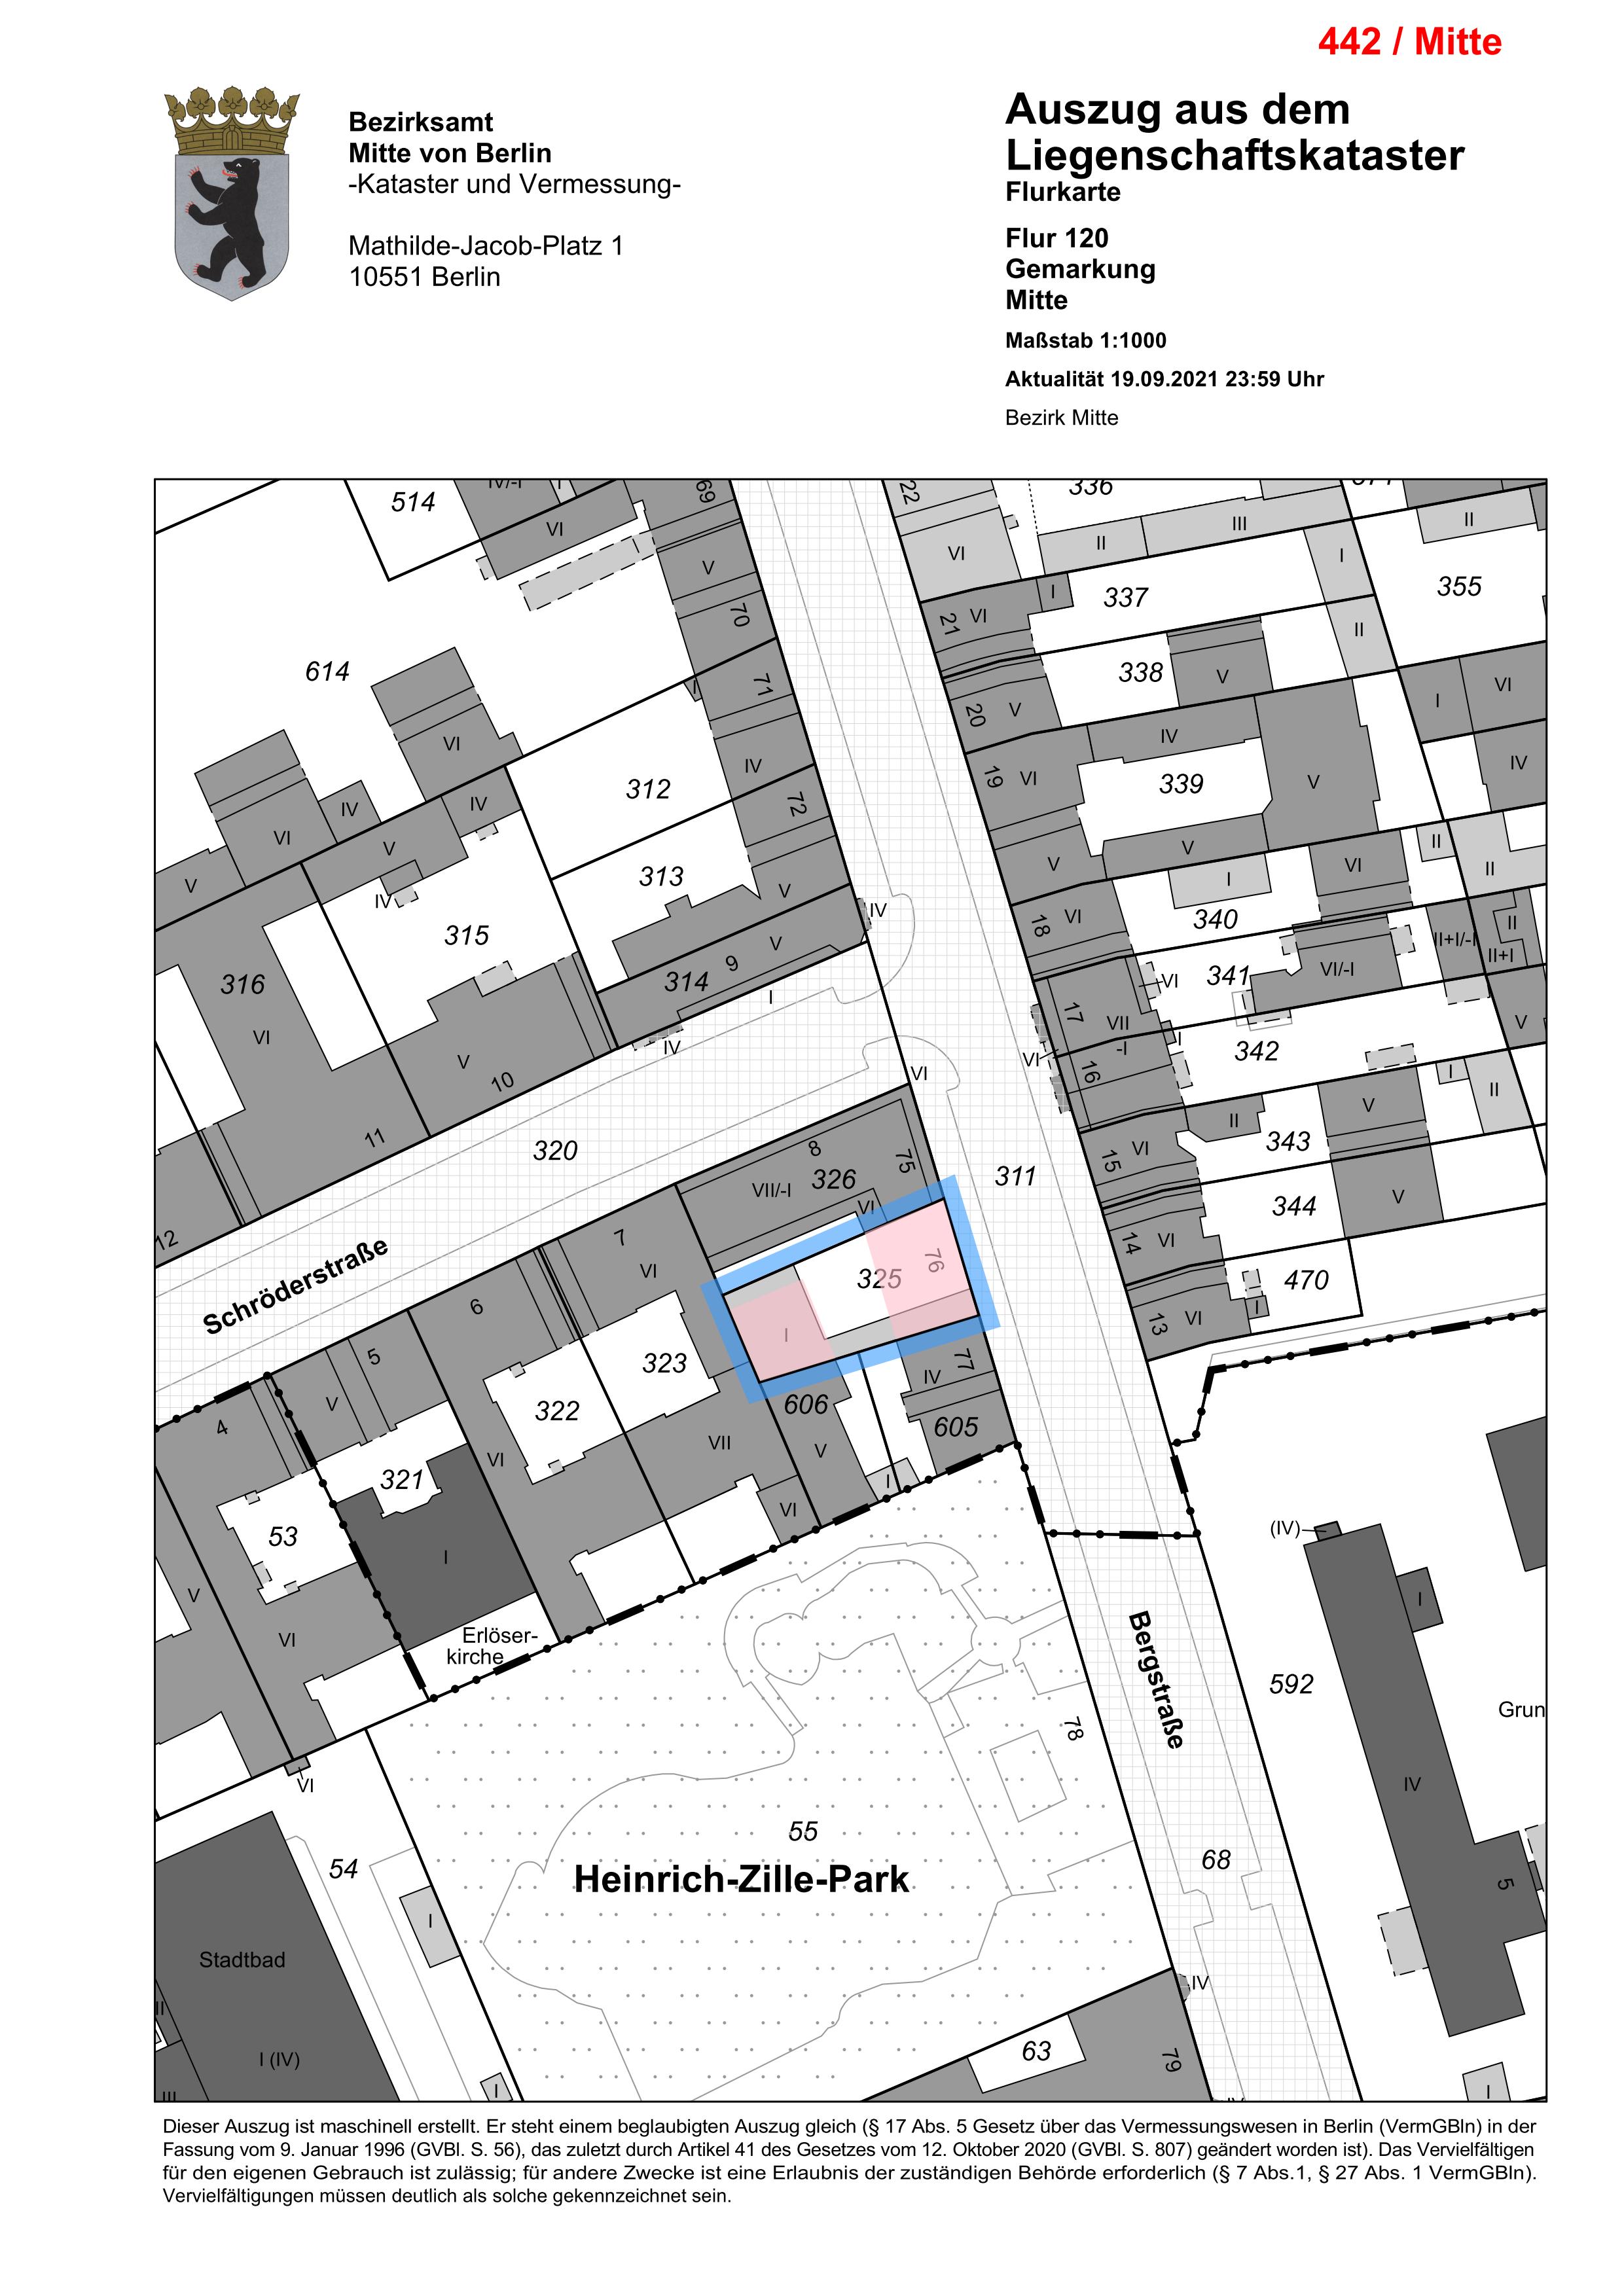 442 / Mitte
Bezirksamt
Mitte von Berlin
-Kataster und Vermessung-
Mathilde-Jacob-Platz 1
10551 Berlin
Auszug aus dem
Liegenschaftskataster
Flurkarte
Flur 120
Gemarkung
Mitte
Maßstab 1:1000
Aktualität 19.09.2021 23:59 Uhr
Bezirk Mitte
514
IV/-I
I
69
22
336
VI
VI
II
III
II
I
V
70
21
VI
I
337
355
614
71
I
338
V
II
20
V
I
VI
VI
312
IV
IV
19
VI
339
V
IV
IV
IV
72
VI
V
V
313
V
V
V
VI
II
II
IV
I
IV
18
VI
340
315
V
9
314
316
I
341
II+I/-I
II
II+I
VI
VI/-I
17
VII
VI
IV
V
10
VI
-I
I
16
342
V
I
II
VI
11
320
8
75
326
VII/-I
VI
311
II
V
343
15
VI
344
V
12
Schröderstraße
7
VI
76
325
14
VI
470
I
13
VI
I
6
5
323
77
IV
V
4
322
606
605
VI
VII
V
321
I
VI
53
I
(IV)
V
VI
Erlöser-
kirche
I
Bergstraße
592
Grun
78
VI
IV
55
54
Heinrich-Zille-Park
68
5
I
Stadtbad
IV
II
I (IV)
63
79
III
I
I
Dieser Auszug ist maschinell erstellt. Er steht einem beglaubigten Auszug gleich (§ 17 Abs. 5 Gesetz über das Vermessungswesen in Berlin (VermGBln) in der
Fassung vom 9. Januar 1996 (GVBl. S. 56), das zuletzt durch Artikel 41 des Gesetzes vom 12. Oktober 2020 (GVBl. S. 807) geändert worden ist). Das Vervielfältigen
für den eigenen Gebrauch ist zulässig; für andere Zwecke ist eine Erlaubnis der zuständigen Behörde erforderlich (§ 7 Abs.1, § 27 Abs. 1 VermGBln).
Vervielfältigungen müssen deutlich als solche gekennzeichnet sein.